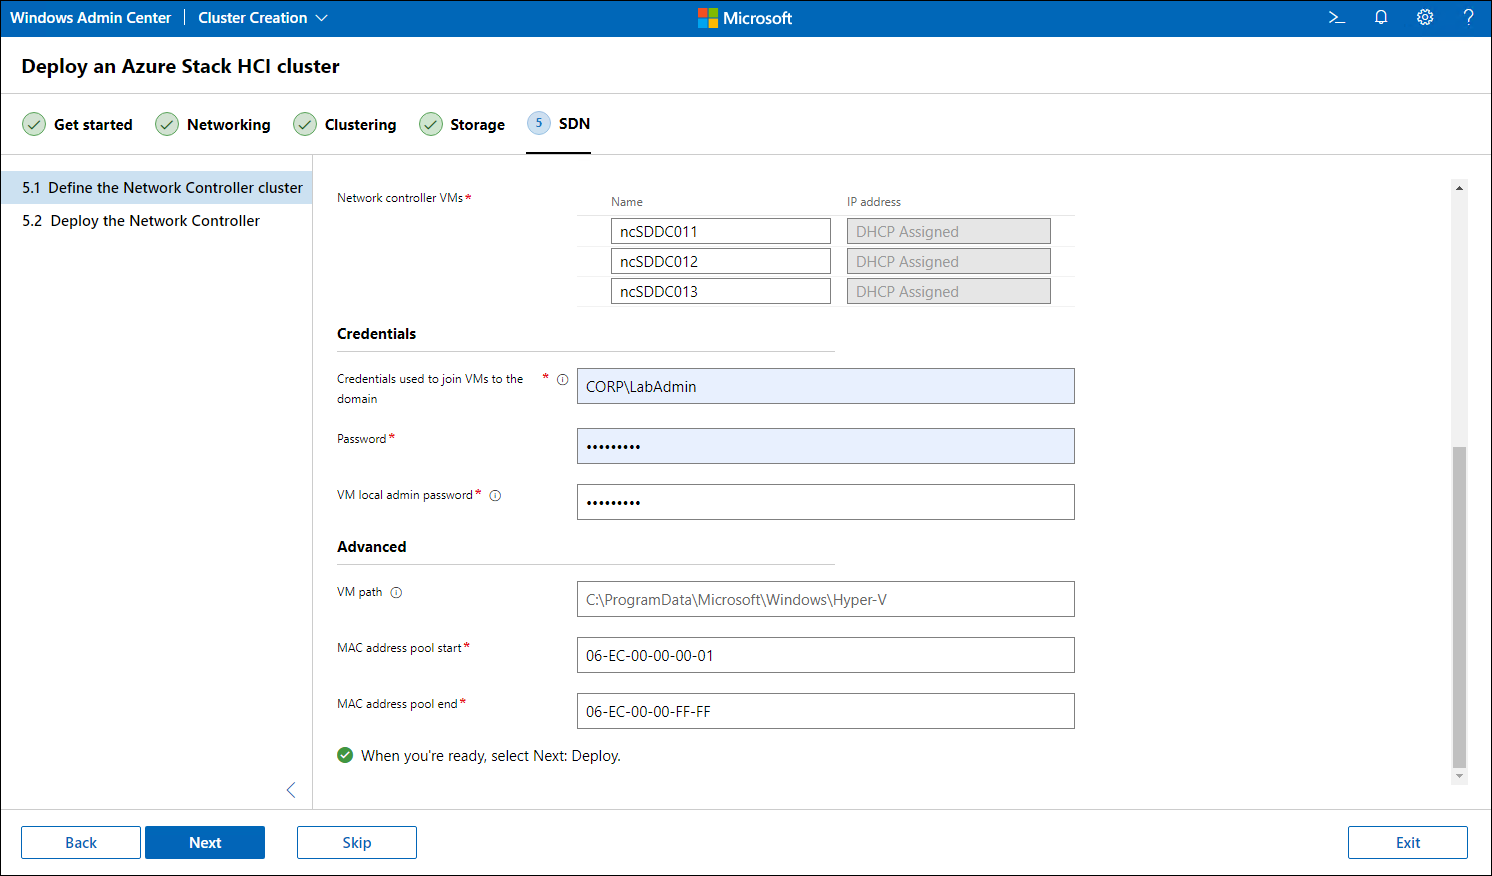 Windows Admin Center | Cluster Creation
Microsoft
?
Deploy an Azure Stack HCI cluster
Get started
Networking
Clustering
Storage
5 SDN
5.1 Define the Network Controller cluster
5.2 Deploy the Network Controller
Network controller VMs*
Name IP address
ncSDDC011 DHCP Assigned
ncSDDC012 DHCP Assigned
ncSDDC013 DHCP Assigned
Credentials
Credentials used to join VMs to the *
domain
CORP\LabAdmin
Password* •••••••••
VM local admin password* •••••••••
Advanced
VM path C:\ProgramData\Microsoft\Windows\Hyper-V
MAC address pool start* 06-EC-00-00-00-01
MAC address pool end* 06-EC-00-00-FF-FF
When you're ready, select Next: Deploy.
Back Next Skip Exit